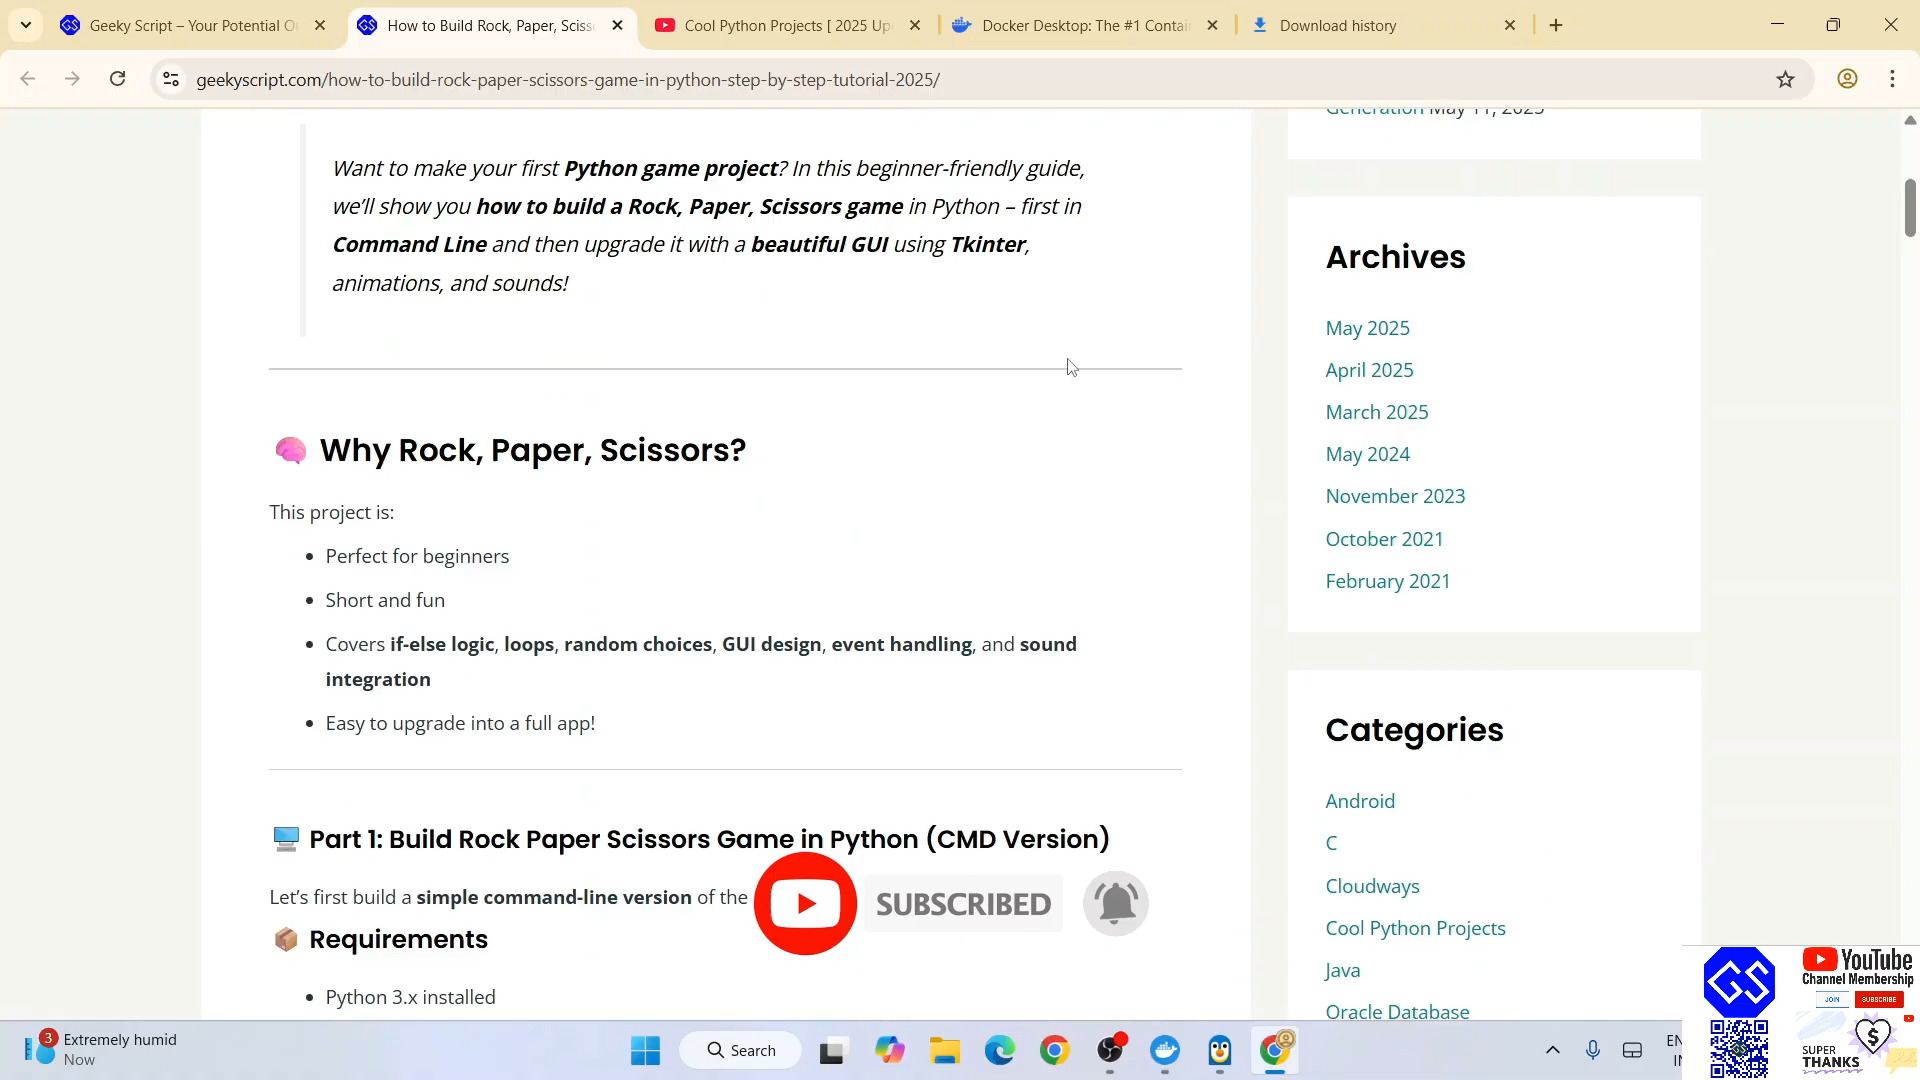 Geeky Script – Your Potential O
How to Build Rock, Paper, Sciss
Cool Python Projects [ 2025 Up
Docker Desktop: The #1 Contai
Download history
geekyscript.com/how-to-build-rock-paper-scissors-game-in-python-step-by-step-tutorial-2025/
Want to make your first Python game project? In this beginner-friendly guide,
we'll show you how to build a Rock, Paper, Scissors game in Python – first in
Command Line and then upgrade it with a beautiful GUI using Tkinter,
animations, and sounds!
Why Rock, Paper, Scissors?
This project is:
Perfect for beginners
Short and fun
Covers if-else logic, loops, random choices, GUI design, event handling, and sound
integration
Easy to upgrade into a full app!
Part 1: Build Rock Paper Scissors Game in Python (CMD Version)
Let's first build a simple command-line version of the
Requirements
Python 3.x installed
Generation May 11, 2025
Archives
May 2025
April 2025
March 2025
May 2024
November 2023
October 2021
February 2021
Categories
Android
C
Cloudways
Cool Python Projects
Java
Oracle Database
SUBSCRIBED
GS
YouTube
Channel Membership
JOIN
SUBSCRIBE
SUPER
THANKS
3
Extremely humid
Now
Search
EN
IN